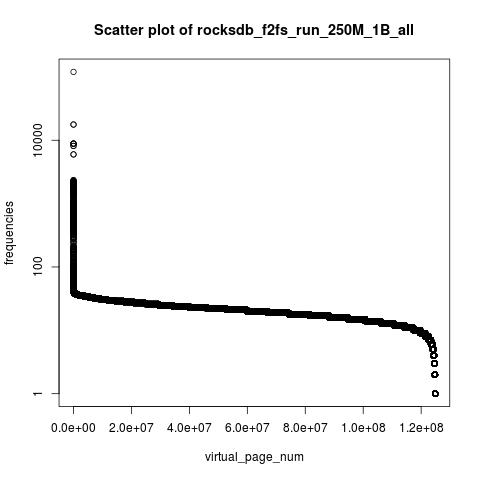 Scatter plot of rocksdb_f2fs_run_250M_1B_all
10000
100
1
frequencies
0.0e+00 2.0e+07 4.0e+07 6.0e+07 8.0e+07 1.0e+08 1.2e+08
virtual_page_num